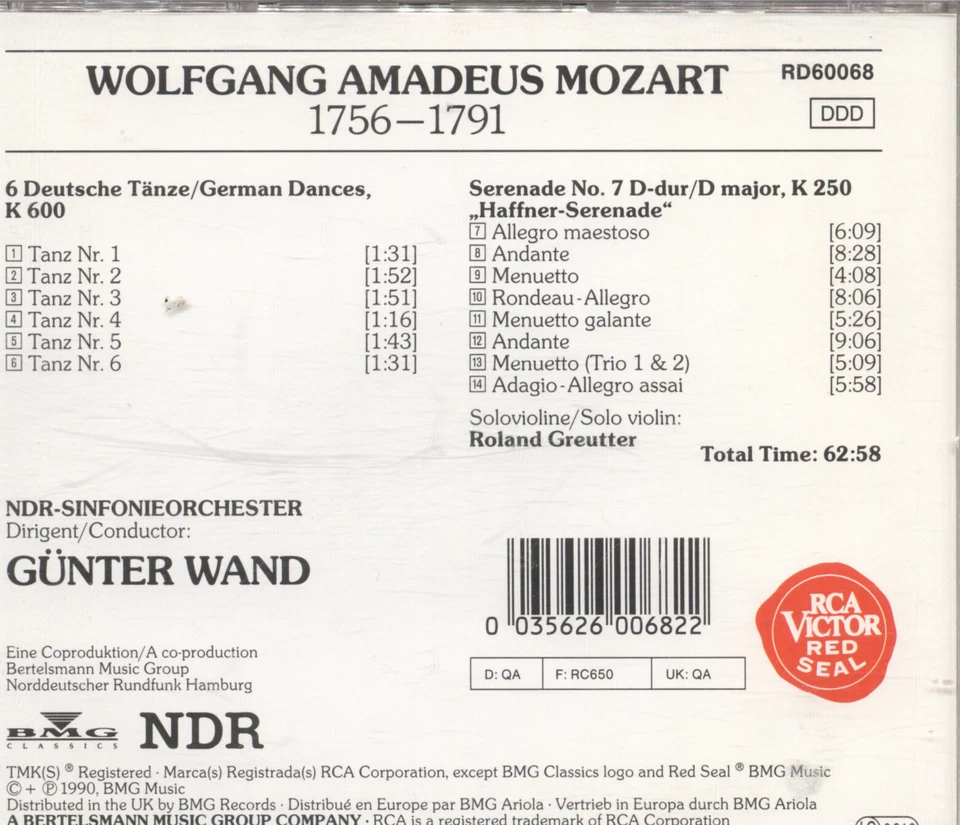 WOLFGANG AMADEUS MOZART
1756–1791
RD60068
DDD
6 Deutsche Tänze/German Dances,
K 600
1 Tanz Nr. 1 [1:31]
2 Tanz Nr. 2 [1:52]
3 Tanz Nr. 3 [1:51]
4 Tanz Nr. 4 [1:16]
5 Tanz Nr. 5 [1:43]
6 Tanz Nr. 6 [1:31]
Serenade No. 7 D-dur/D major, K 250
„Haffner-Serenade“
7 Allegro maestoso [6:09]
8 Andante [8:28]
9 Menuetto [4:08]
10 Rondeau-Allegro [8:06]
11 Menuetto galante [5:26]
12 Andante [9:06]
13 Menuetto (Trio 1 & 2) [5:09]
14 Adagio-Allegro assai [5:58]
Solovioline/Solo violin:
Roland Greutter
Total Time: 62:58
NDR-SINFONIEORCHESTER
Dirigent/Conductor:
GÜNTER WAND
0 035626 006822
D: QA F: RC650 UK: QA
RCA
VICTOR
RED
SEAL
Eine Coproduktion/A co-production
Bertelsmann Music Group
Norddeutscher Rundfunk Hamburg
BMG
CLASSICS
NDR
TMK(S) ® Registered · Marca(s) Registrada(s) RCA Corporation, except BMG Classics logo and Red Seal ® BMG Music
© + ℗ 1990, BMG Music
Distributed in the UK by BMG Records · Distribué en Europe par BMG Ariola · Vertrieb in Europa durch BMG Ariola
A BERTELSMANN MUSIC GROUP COMPANY · RCA is a registered trademark of RCA Corporation